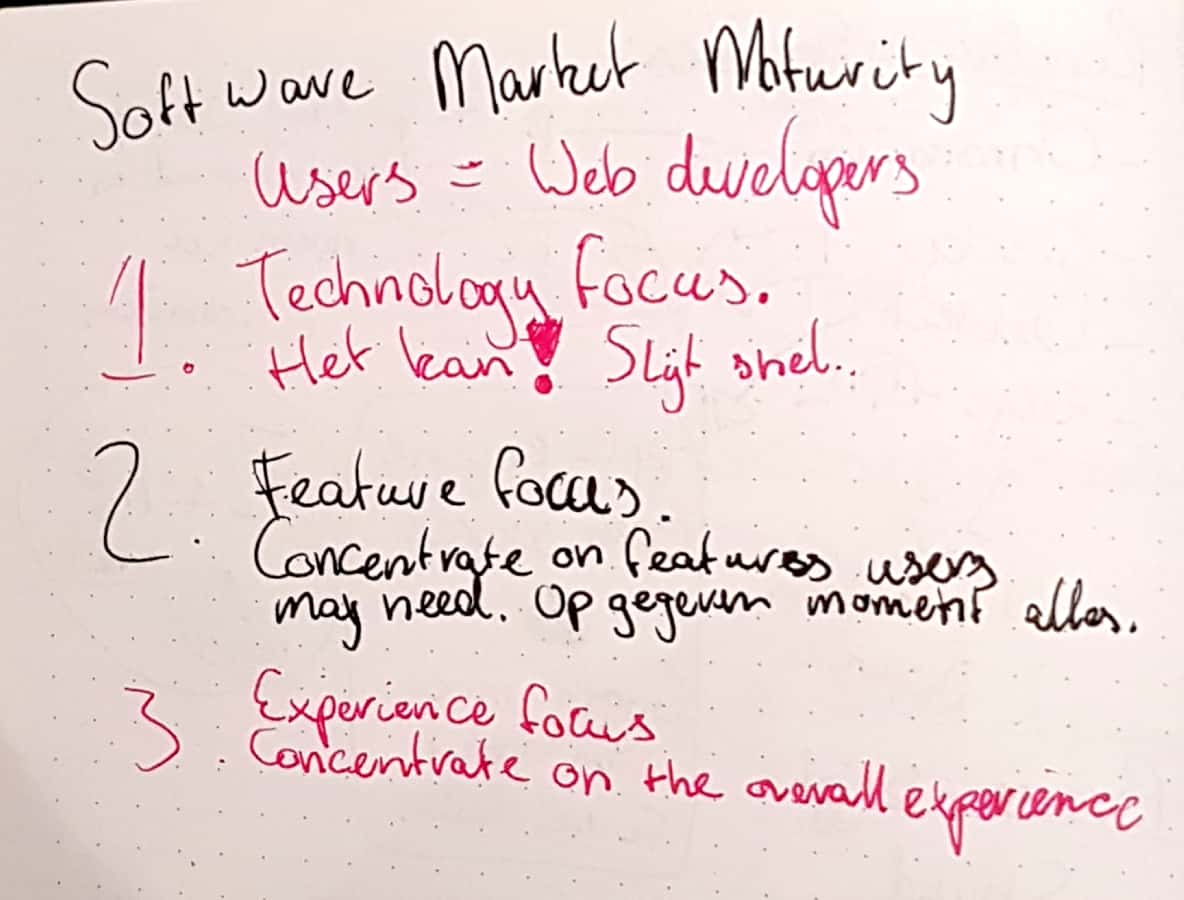 Software Market Maturity
Users = Web developers
1. Technology focus.
Het kan! Slijt snel..
2. Feature focus.
Concentrate on features users
may need. Op gegeven moment alles.
3. Experience focus
Concentrate on the overall experience